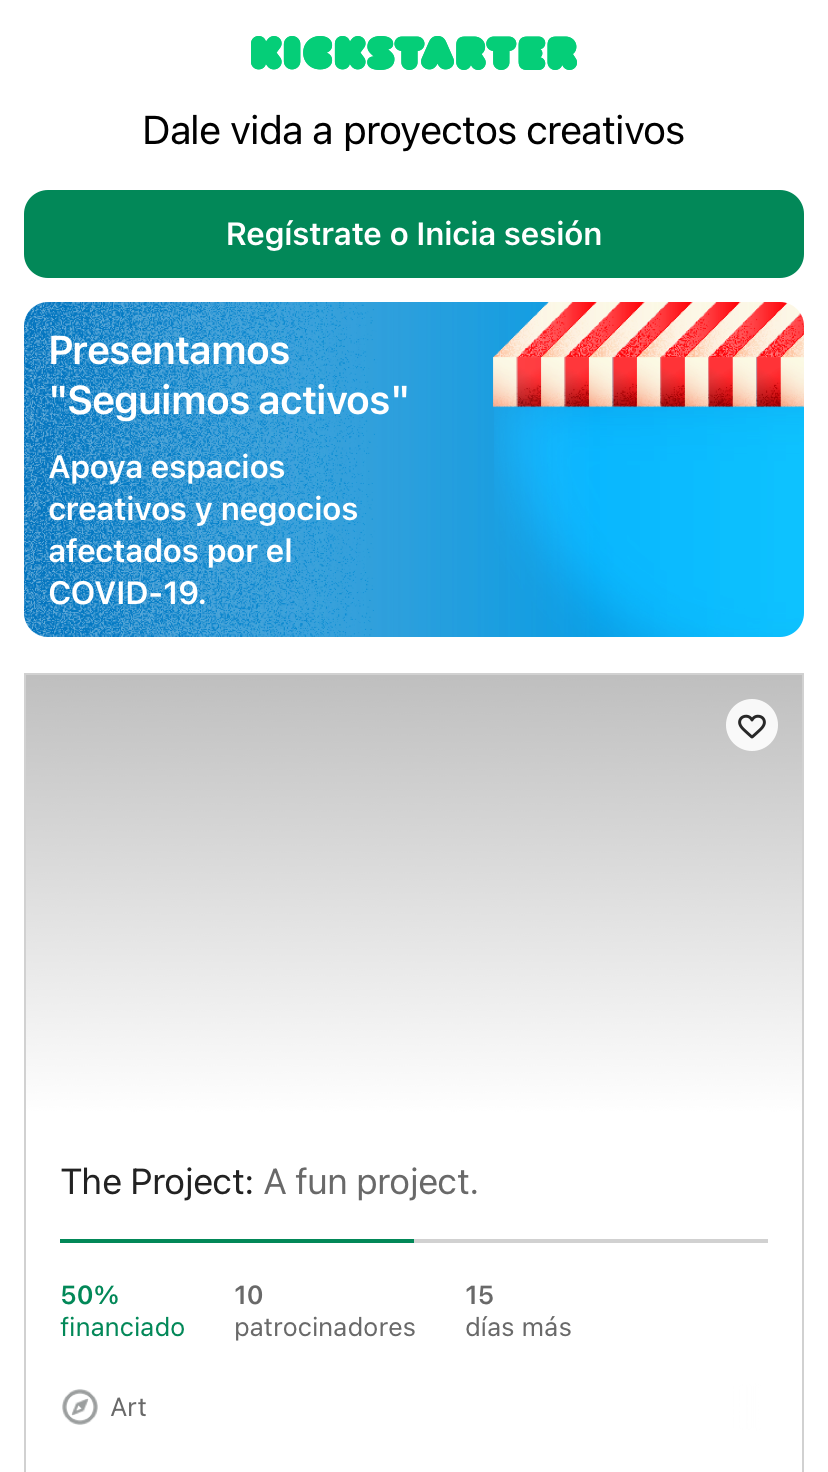 KICKSTARTER
Dale vida a proyectos creativos
Regístrate o Inicia sesión
Presentamos
"Seguimos activos"
Apoya espacios
creativos y negocios
afectados por el
COVID-19.
The Project: A fun project.
50% 10 15
financiado patrocinadores días más
Art